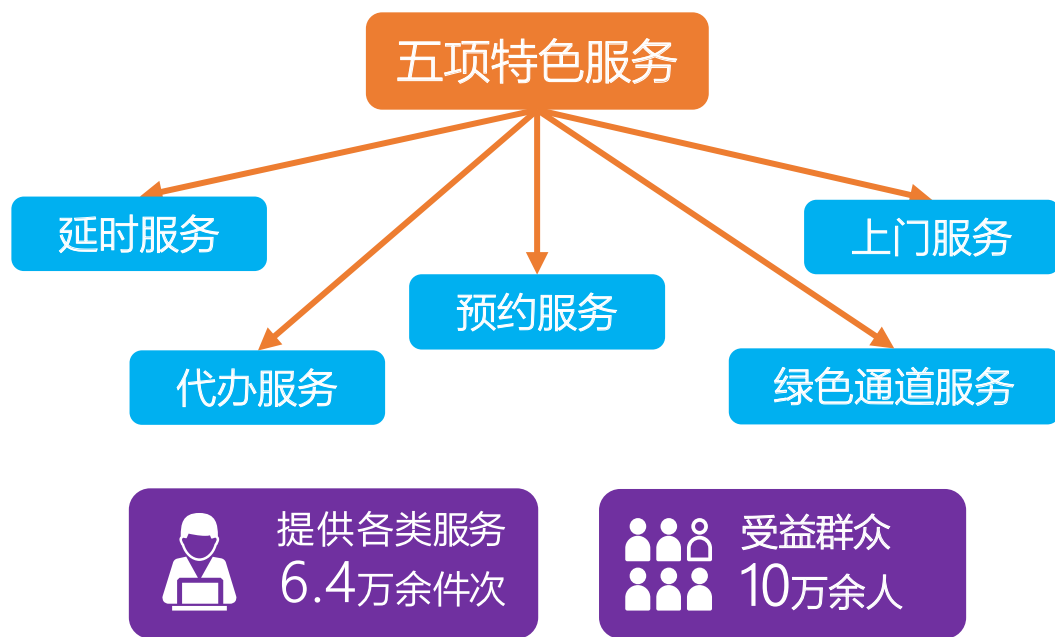 五项特色服务
延时服务
上门服务
预约服务
代办服务
绿色通道服务
提供各类服务
6.4万余件次
受益群众
10万余人